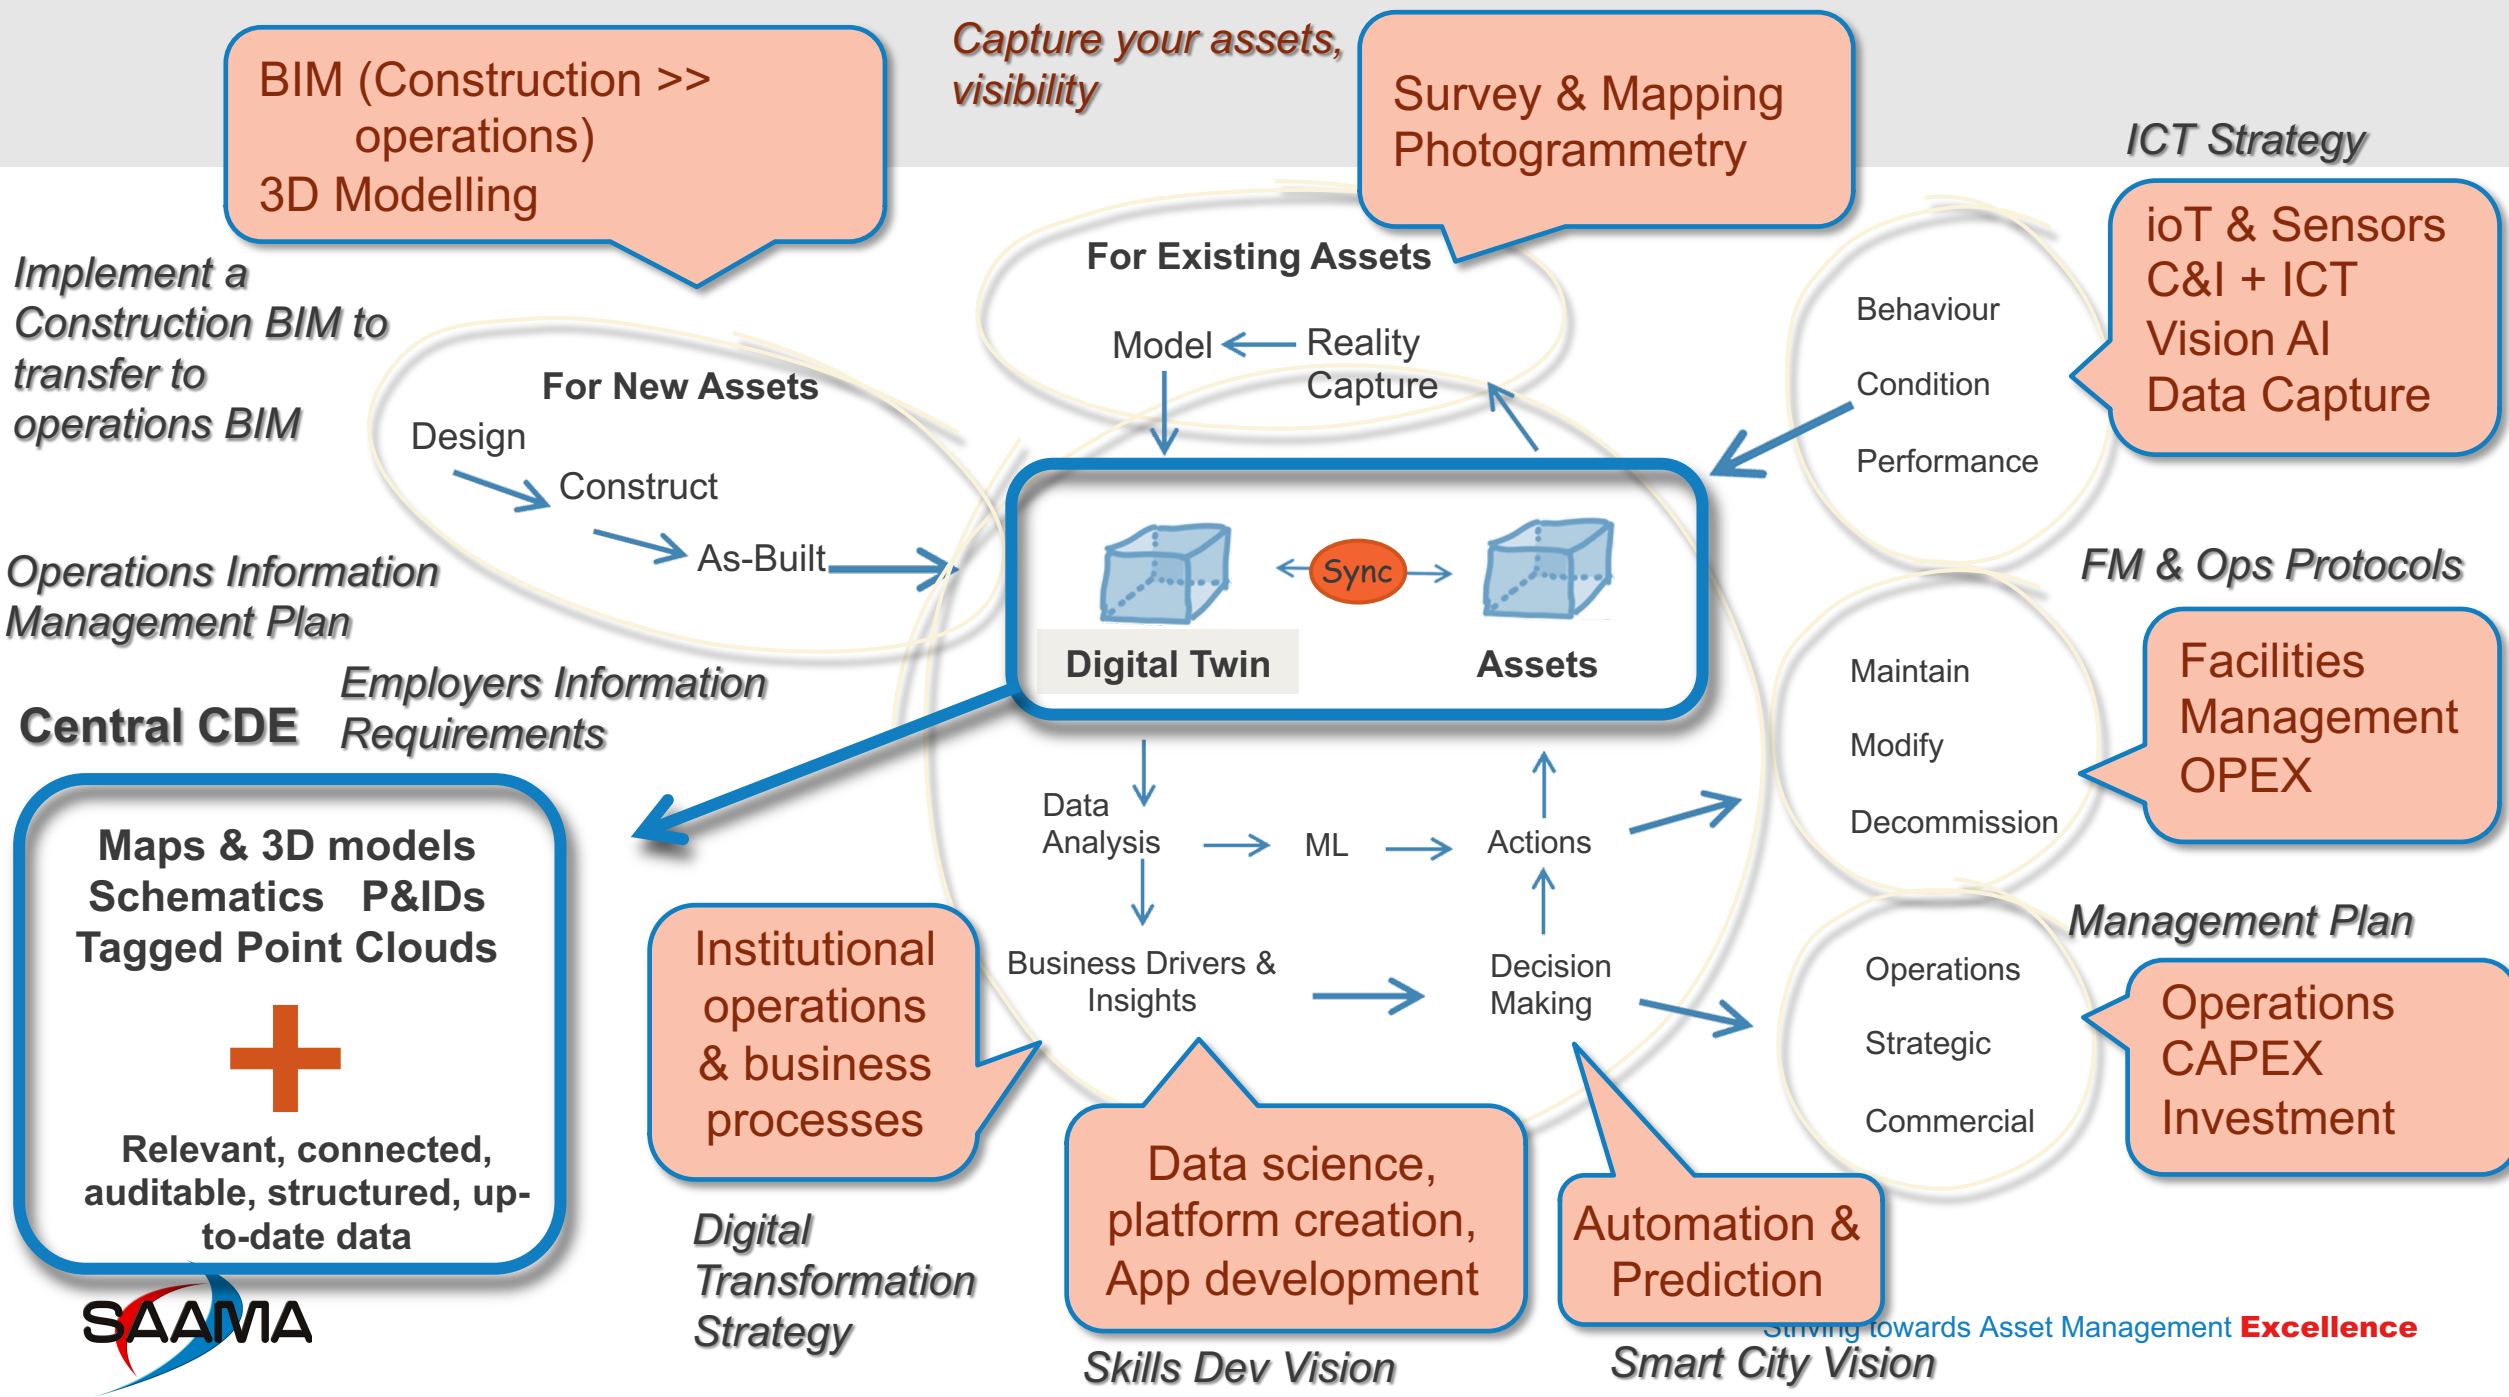 BIM (Construction >>
operations)
3D Modelling
Capture your assets,
visibility
Survey & Mapping
Photogrammetry
ICT Strategy
ioT & Sensors
C&I + ICT
Vision AI
Data Capture
Implement a
Construction BIM to
transfer to
operations BIM
For Existing Assets
Model
Reality
Capture
For New Assets
Design
Construct
As-Built
Behaviour
Condition
Performance
Operations Information
Management Plan
Employers Information
Requirements
Sync
Digital Twin
Assets
FM & Ops Protocols
Maintain
Modify
Decommission
Facilities
Management
OPEX
Central CDE
Maps & 3D models
Schematics P&IDs
Tagged Point Clouds
+
Relevant, connected,
auditable, structured, up-
to-date data
Data
Analysis
ML
Actions
Business Drivers &
Insights
Decision
Making
Management Plan
Operations
Strategic
Commercial
Operations
CAPEX
Investment
Institutional
operations
& business
processes
Data science,
platform creation,
App development
Automation &
Prediction
Digital
Transformation
Strategy
Skills Dev Vision
Smart City Vision
SAAMA
Striving towards Asset Management Excellence